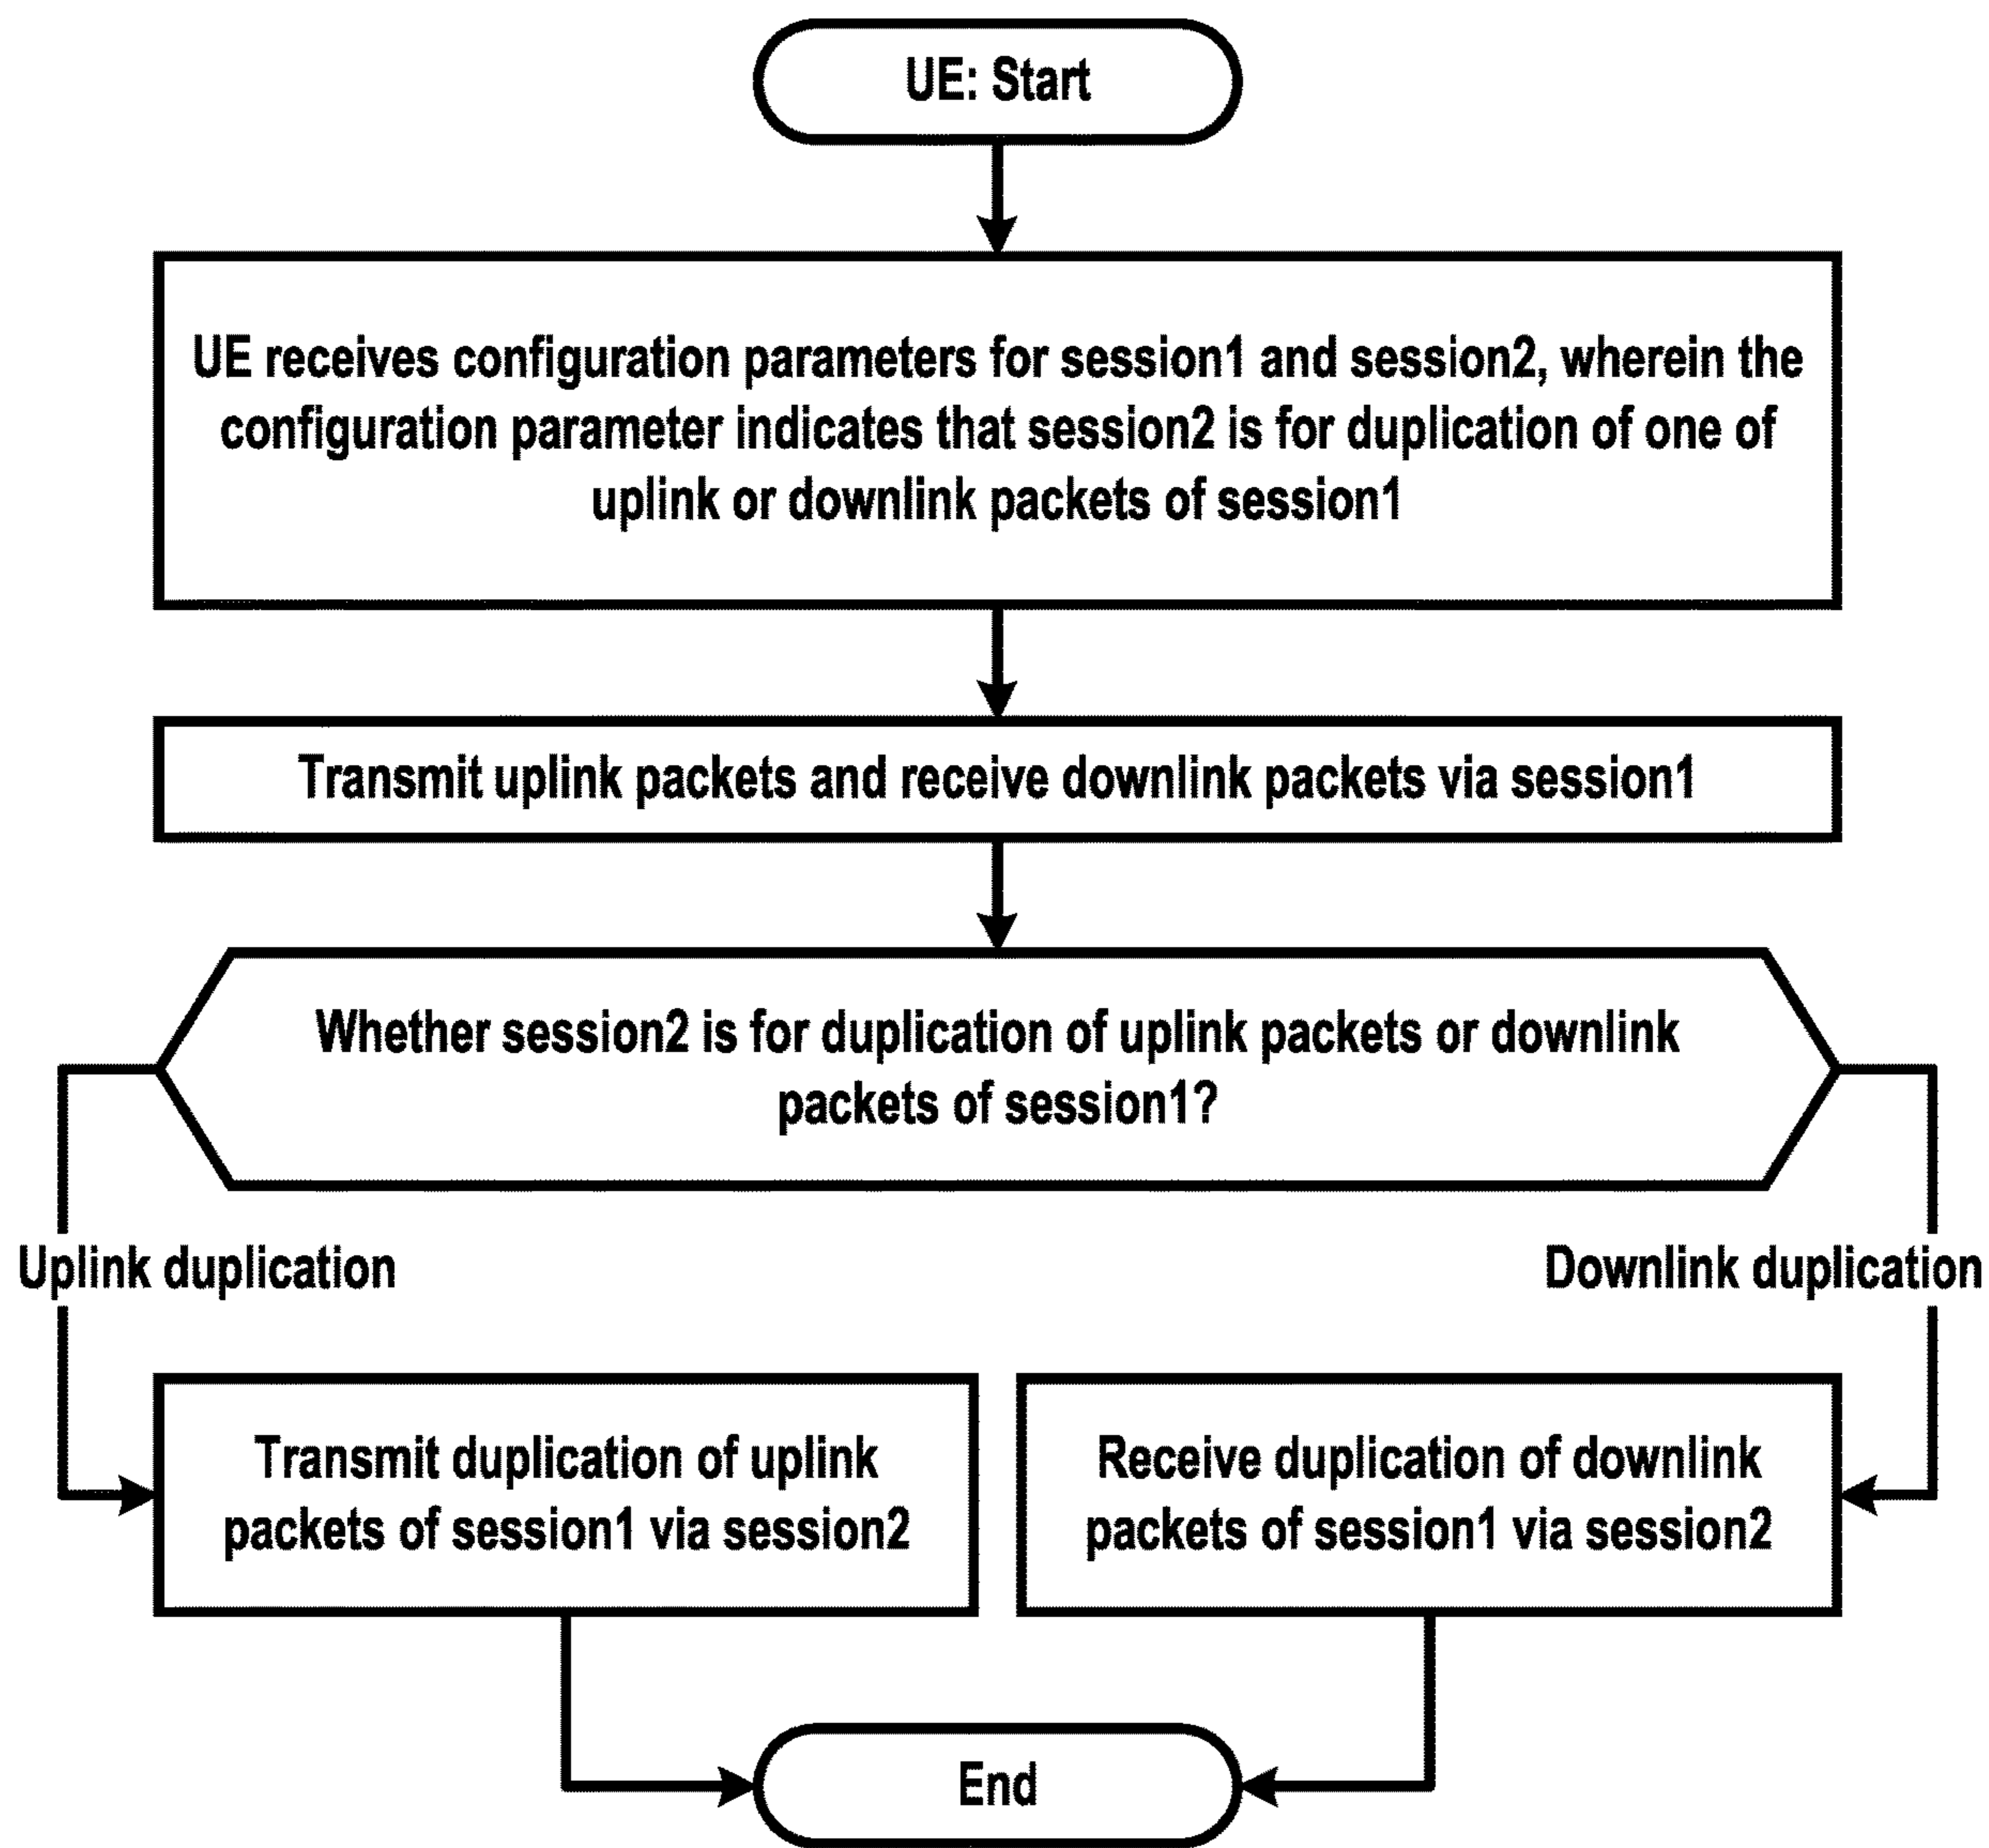 UE: Start
UE receives configuration parameters for session1 and session2, wherein the
configuration parameter indicates that session2 is for duplication of one of
uplink or downlink packets of session1
Transmit uplink packets and receive downlink packets via session1
Whether session2 is for duplication of uplink packets or downlink
packets of session1?
Uplink duplication
Downlink duplication
Transmit duplication of uplink
packets of session1 via session2
Receive duplication of downlink
packets of session1 via session2
End